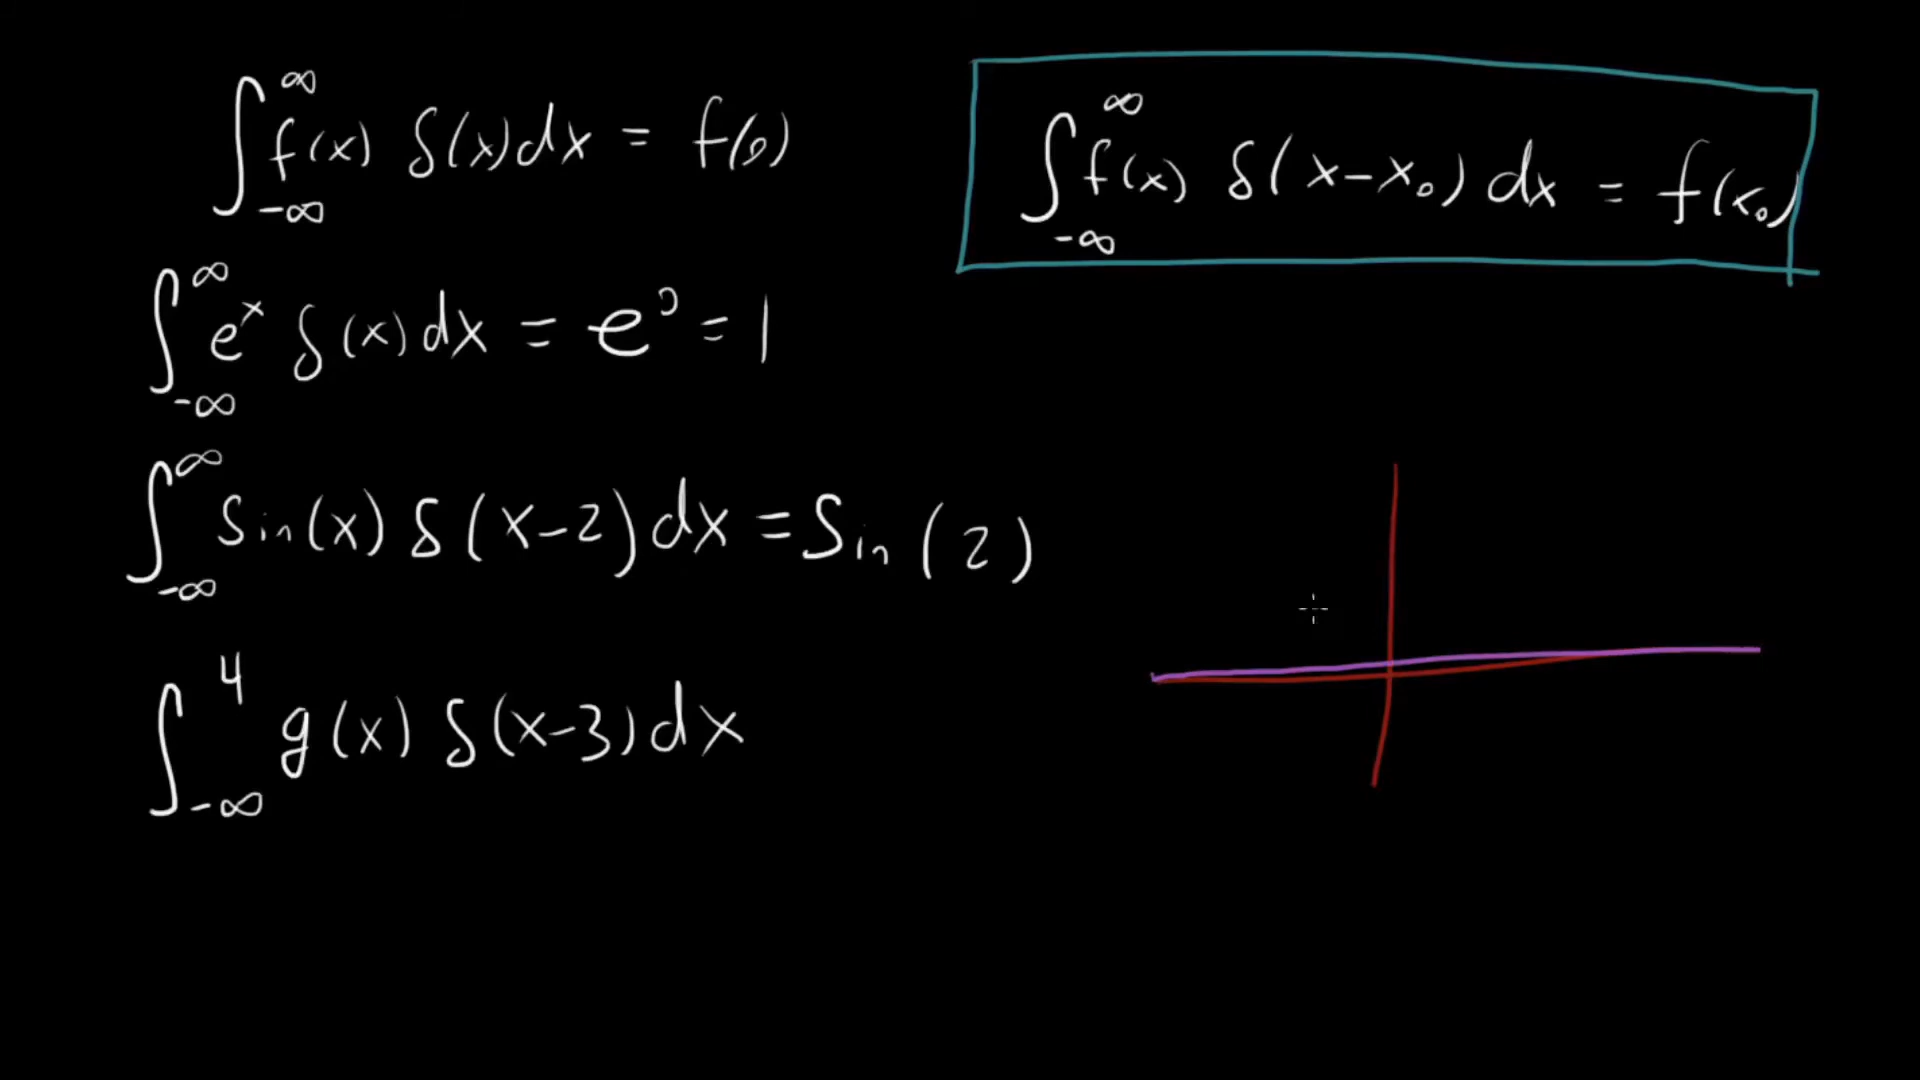 ∫_{-∞}^{∞} f(x) δ(x) dx = f(0)
∫_{-∞}^{∞} f(x) δ(x-x₀) dx = f(x₀)
∫_{-∞}^{∞} e^x δ(x) dx = e^0 = 1
∫_{-∞}^{∞} Sin(x) δ(x-2) dx = Sin(2)
∫_{-∞}^{4} g(x) δ(x-3) dx